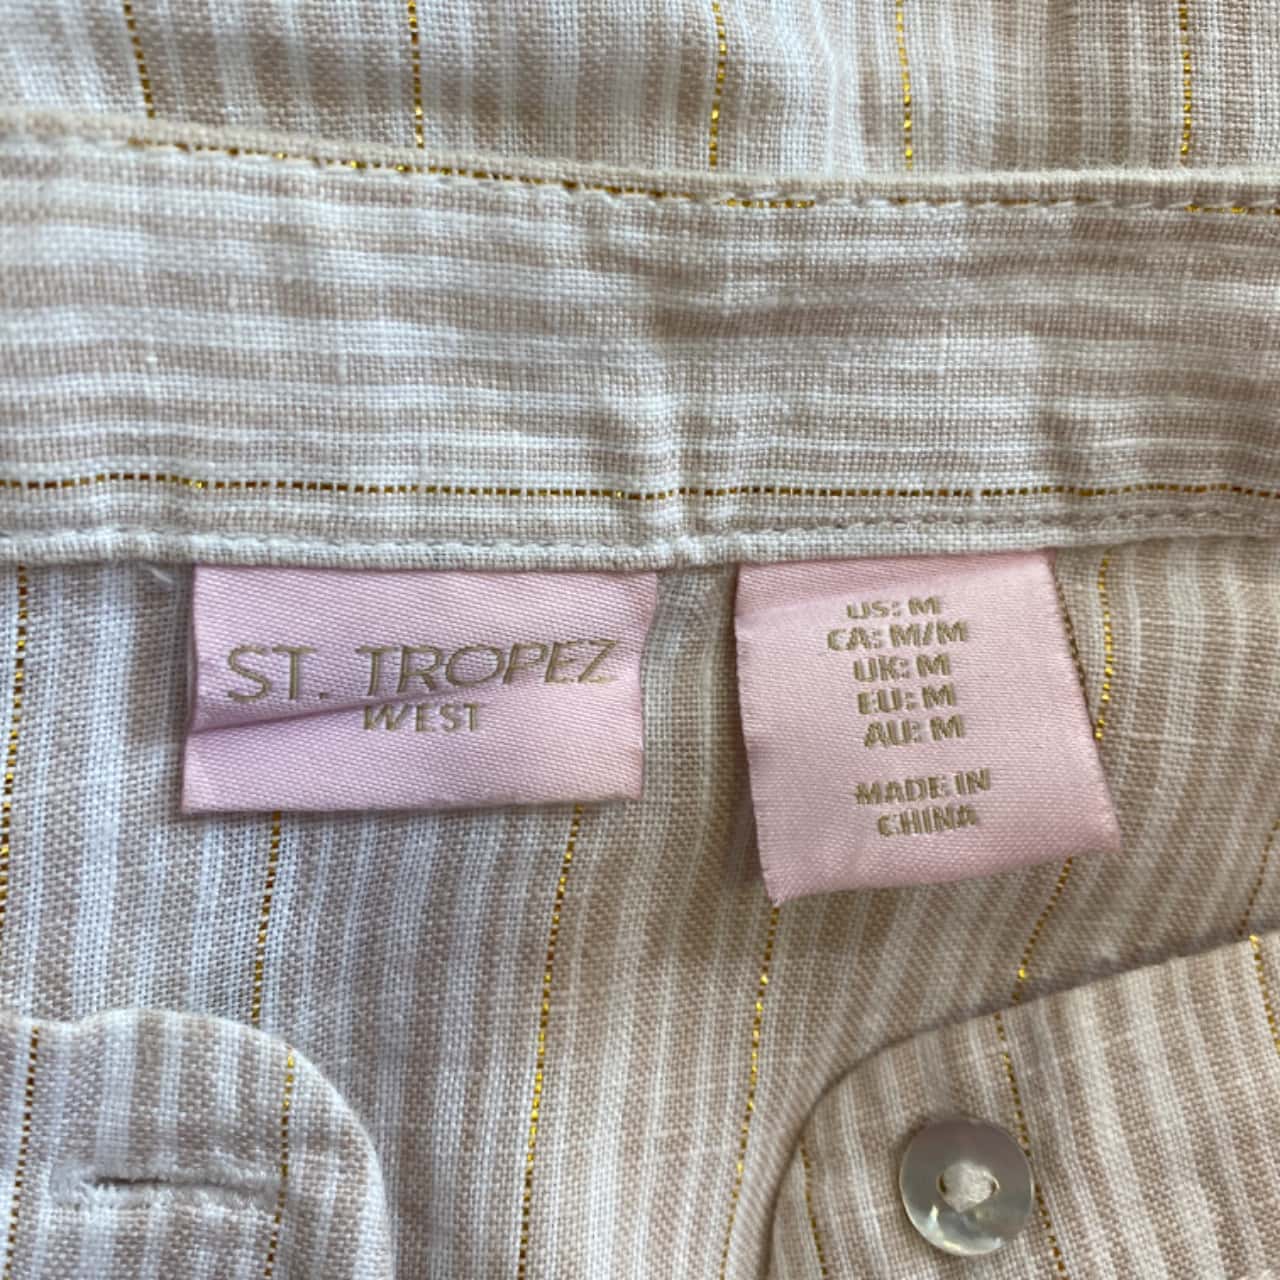 ST. TROPEZ
WEST
US: M
CA: M/M
UK: M
EU: M
AU: M
MADE IN
CHINA